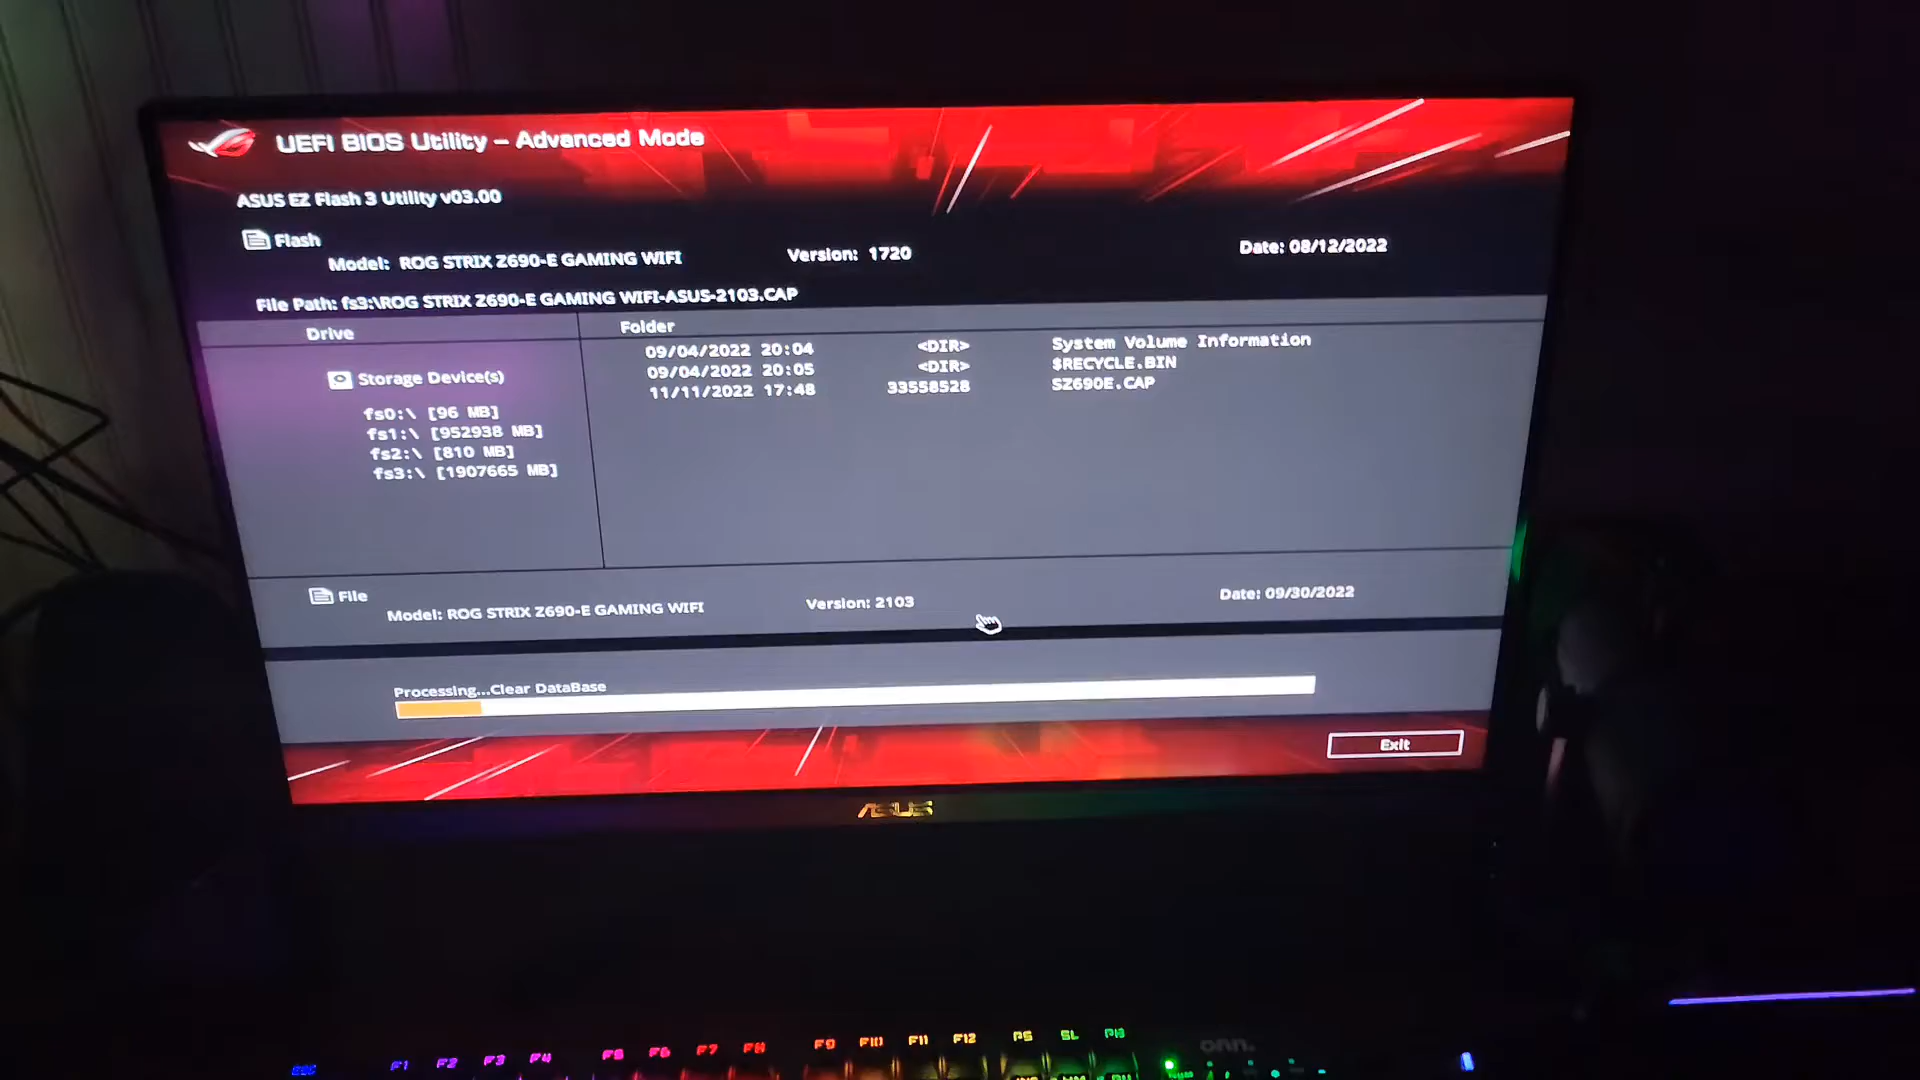 UEFI BIOS Utility – Advanced Mode
ASUS EZ Flash 3 Utility v03.00
Flash
Model: ROG STRIX Z690-E GAMING WIFI Version: 1720 Date: 08/12/2022
File Path: fs3:\ROG STRIX Z690-E GAMING WIFI-ASUS-2103.CAP
Drive Folder
09/04/2022 20:04 <DIR> System Volume Information
09/04/2022 20:05 <DIR> $RECYCLE.BIN
11/11/2022 17:48 33558528 SZ690E.CAP
Storage Device(s)
fs0:\ [96 MB]
fs1:\ [952938 MB]
fs2:\ [810 MB]
fs3:\ [1907665 MB]
File
Model: ROG STRIX Z690-E GAMING WIFI Version: 2103 Date: 09/30/2022
Processing...Clear DataBase
Exit
ASUS
ESC F1 F2 F3 F4 F5 F6 F7 F8 F9 F10 F11 F12 PS SL
onn.